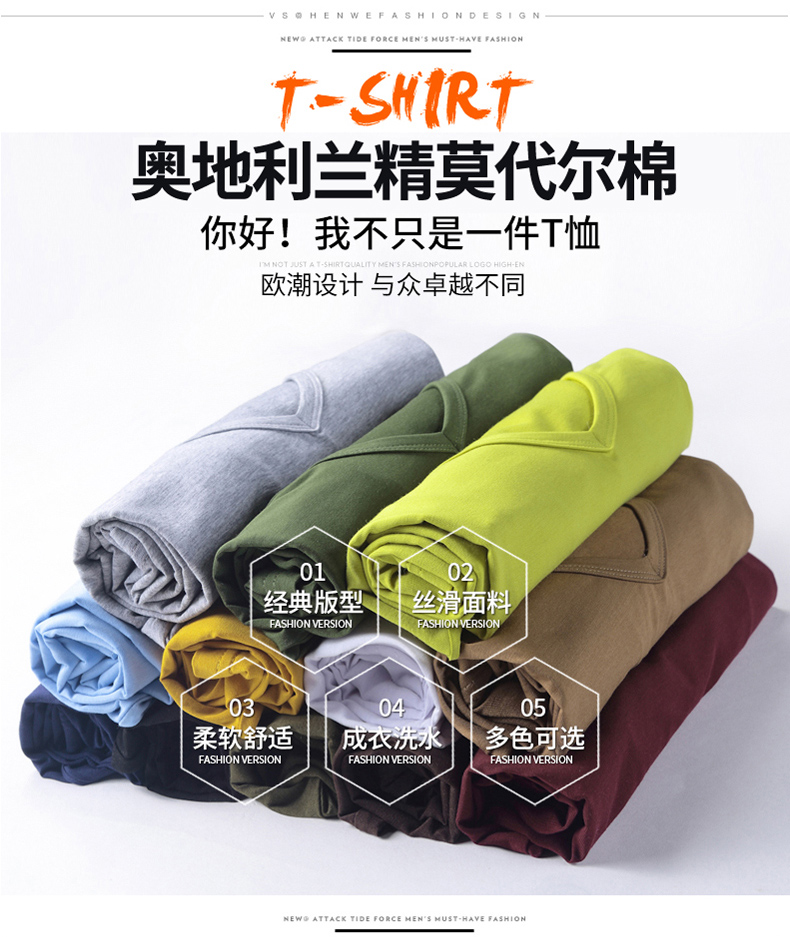 VS@HENWEFASHIONDESIGN
NEW@ ATTACK TIDE FORCE MEN'S MUST-HAVE FASHION
T-SHIRT
奥地利兰精莫代尔棉
你好！我不只是一件T恤
I'M NOT JUST A T-SHIRTQUALITY MEN'S FASHIONPOPULAR LOGO HIGH-EN
欧潮设计 与众卓越不同
01
经典版型
FASHION VERSION
02
丝滑面料
FASHION VERSION
03
柔软舒适
FASHION VERSION
04
成衣洗水
FASHION VERSION
05
多色可选
FASHION VERSION
NEW@ ATTACK TIDE FORCE MEN'S MUST-HAVE FASHION